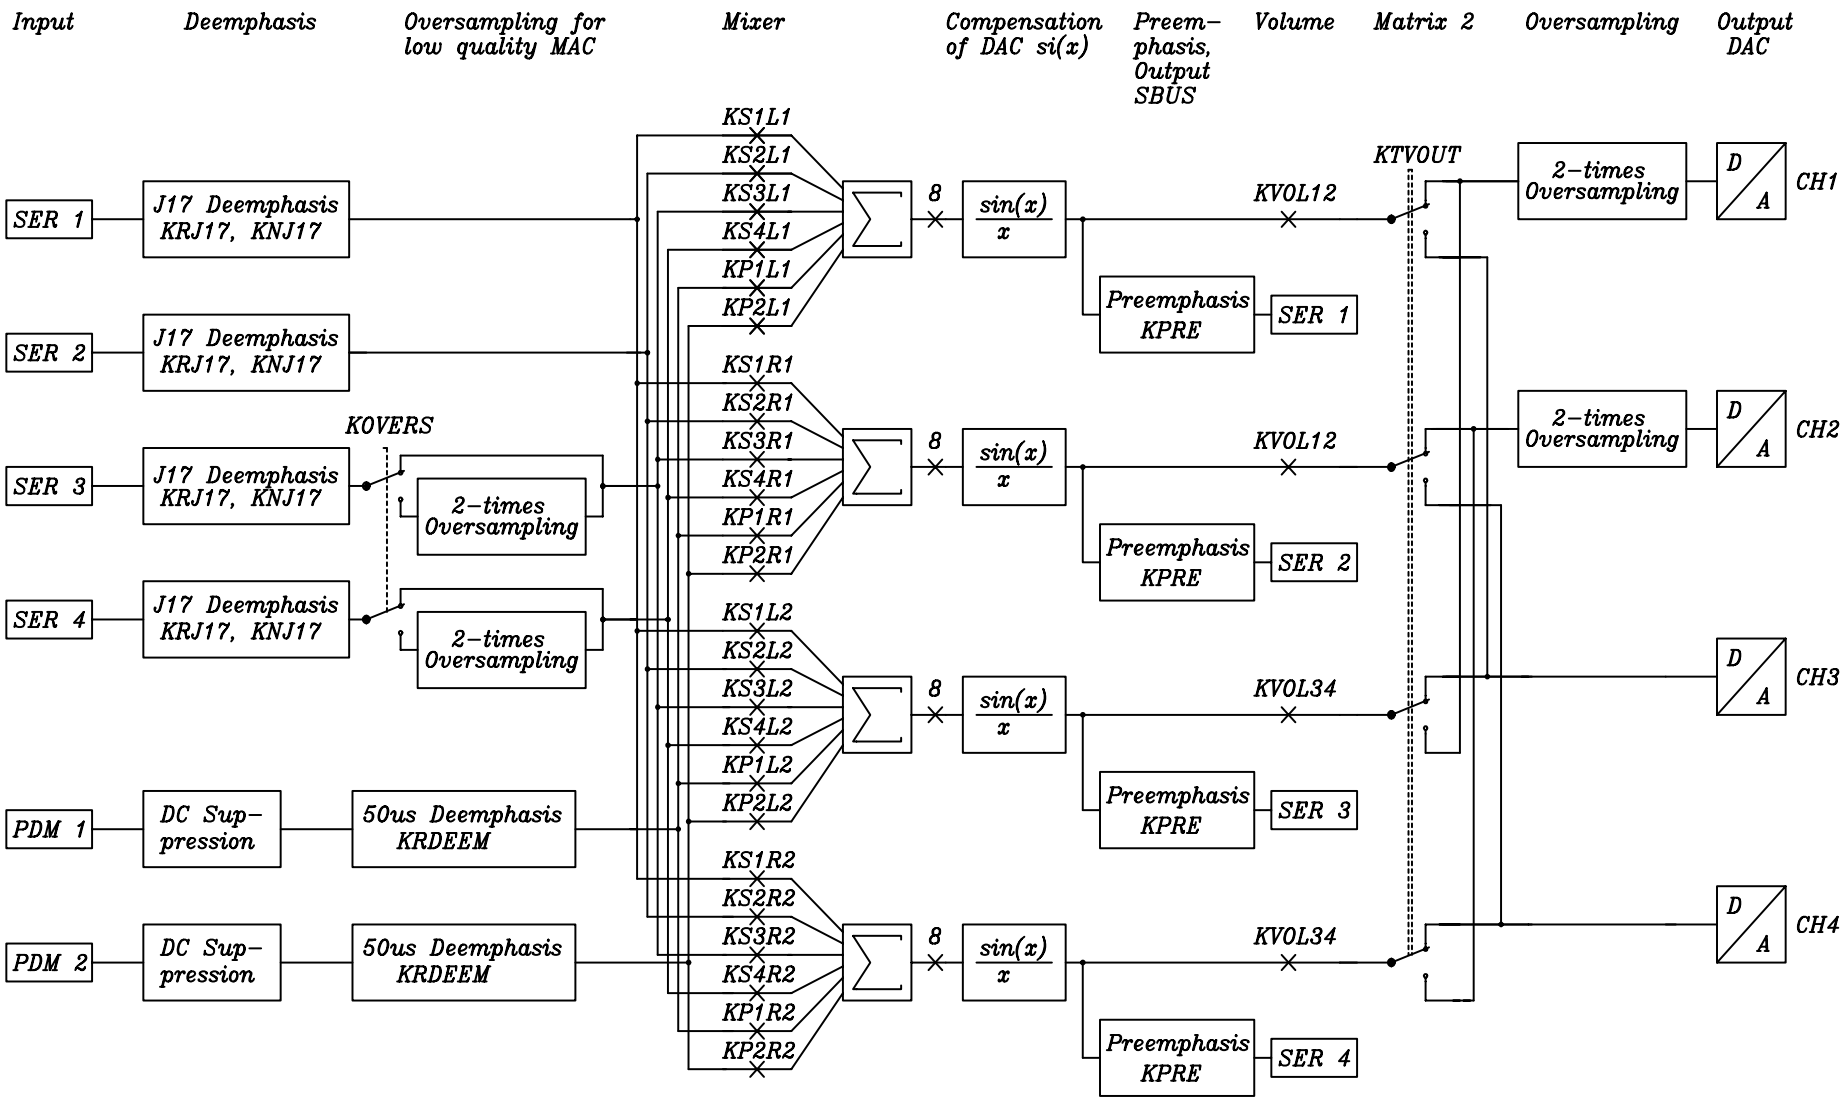 Input
Deemphasis
Oversampling for
low quality MAC
Mixer
Compensation
of DAC si(x)
Preem-
phasis,
Output
SBUS
Volume
Matrix 2
Oversampling
Output
DAC
SER 1
J17 Deemphasis
KRJ17, KNJ17
SER 2
J17 Deemphasis
KRJ17, KNJ17
SER 3
J17 Deemphasis
KRJ17, KNJ17
KOVERS
2-times
Oversampling
SER 4
J17 Deemphasis
KRJ17, KNJ17
2-times
Oversampling
PDM 1
DC Sup-
pression
50us Deemphasis
KRDEEM
PDM 2
DC Sup-
pression
50us Deemphasis
KRDEEM
KS1L1
KS2L1
KS3L1
KS4L1
KP1L1
KP2L1
8
sin(x)
x
Preemphasis
KPRE
SER 1
KVOL12
KTVOUT
2-times
Oversampling
D
A
CH1
KS1R1
KS2R1
KS3R1
KS4R1
KP1R1
KP2R1
8
sin(x)
x
Preemphasis
KPRE
SER 2
KVOL12
2-times
Oversampling
D
A
CH2
KS1L2
KS2L2
KS3L2
KS4L2
KP1L2
KP2L2
8
sin(x)
x
Preemphasis
KPRE
SER 3
KVOL34
D
A
CH3
KS1R2
KS2R2
KS3R2
KS4R2
KP1R2
KP2R2
8
sin(x)
x
Preemphasis
KPRE
SER 4
KVOL34
D
A
CH4